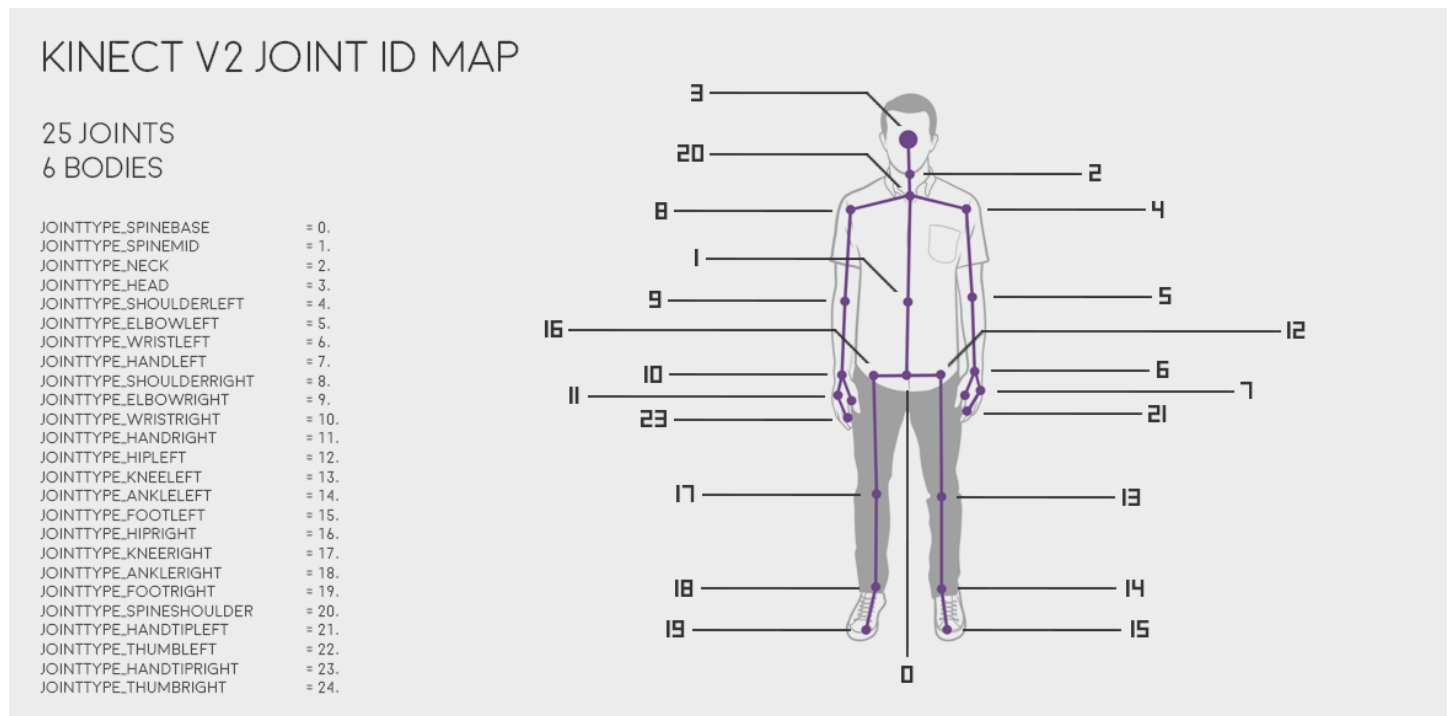 KINECT V2 JOINT ID MAP
25 JOINTS
6 BODIES
JOINTTYPE_SPINEBASE = 0.
JOINTTYPE_SPINEMID = 1.
JOINTTYPE_NECK = 2.
JOINTTYPE_HEAD = 3.
JOINTTYPE_SHOULDERLEFT = 4.
JOINTTYPE_ELBOWLEFT = 5.
JOINTTYPE_WRISTLEFT = 6.
JOINTTYPE_HANDLEFT = 7.
JOINTTYPE_SHOULDERRIGHT = 8.
JOINTTYPE_ELBOWRIGHT = 9.
JOINTTYPE_WRISTRIGHT = 10.
JOINTTYPE_HANDRIGHT = 11.
JOINTTYPE_HIPLEFT = 12.
JOINTTYPE_KNEELEFT = 13.
JOINTTYPE_ANKLELEFT = 14.
JOINTTYPE_FOOTLEFT = 15.
JOINTTYPE_HIPRIGHT = 16.
JOINTTYPE_KNEERIGHT = 17.
JOINTTYPE_ANKLERIGHT = 18.
JOINTTYPE_FOOTRIGHT = 19.
JOINTTYPE_SPINESHOULDER = 20.
JOINTTYPE_HANDTIPLEFT = 21.
JOINTTYPE_THUMBLEFT = 22.
JOINTTYPE_HANDTIPRIGHT = 23.
JOINTTYPE_THUMBRIGHT = 24.
3
20
2
8
4
1
9
5
16
12
10
6
11
7
23
21
17
13
18
14
19
15
0